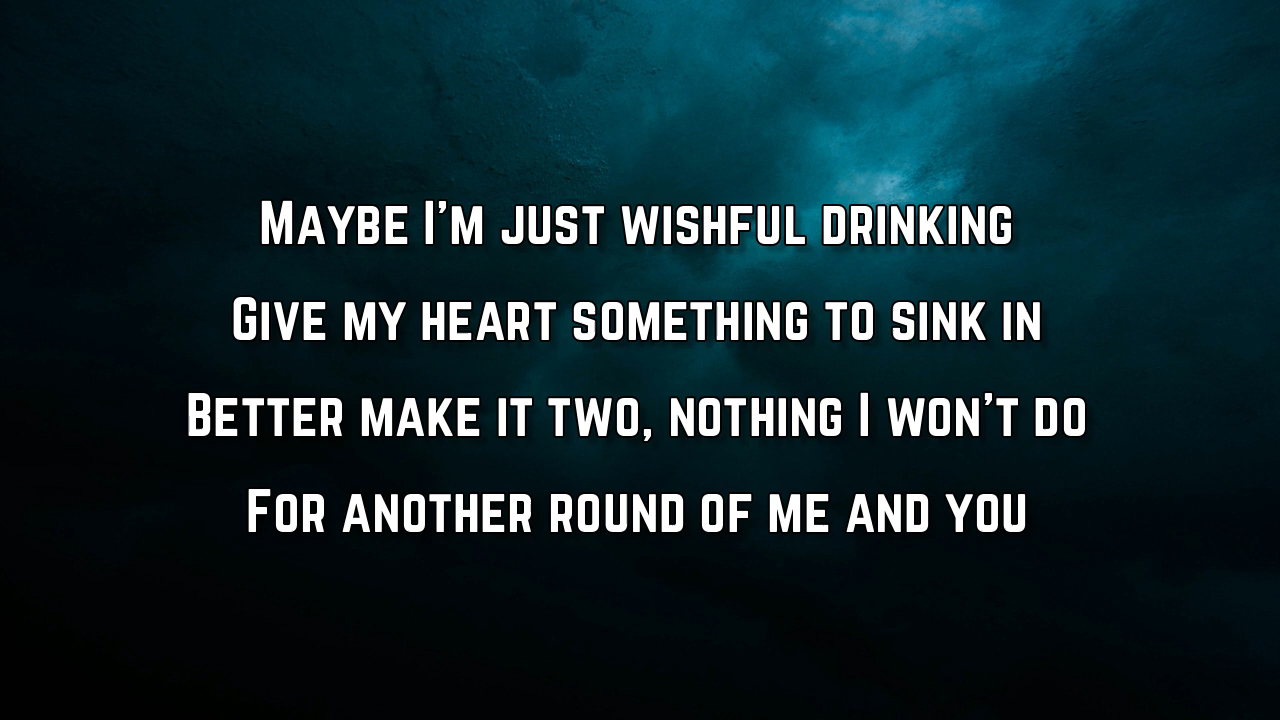 Maybe I'm just wishful drinking
Give my heart something to sink in
Better make it two, nothing I won't do
For another round of me and you